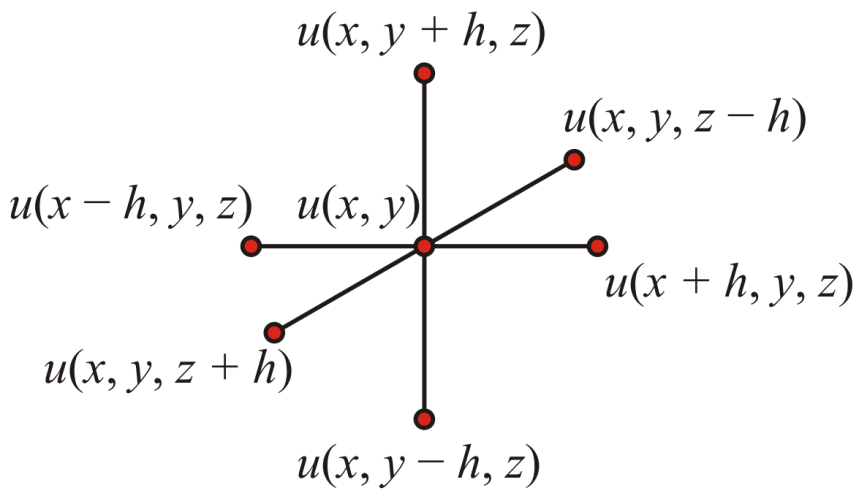 u(x, y + h, z)
u(x, y, z − h)
u(x − h, y, z)
u(x, y)
u(x + h, y, z)
u(x, y, z + h)
u(x, y − h, z)